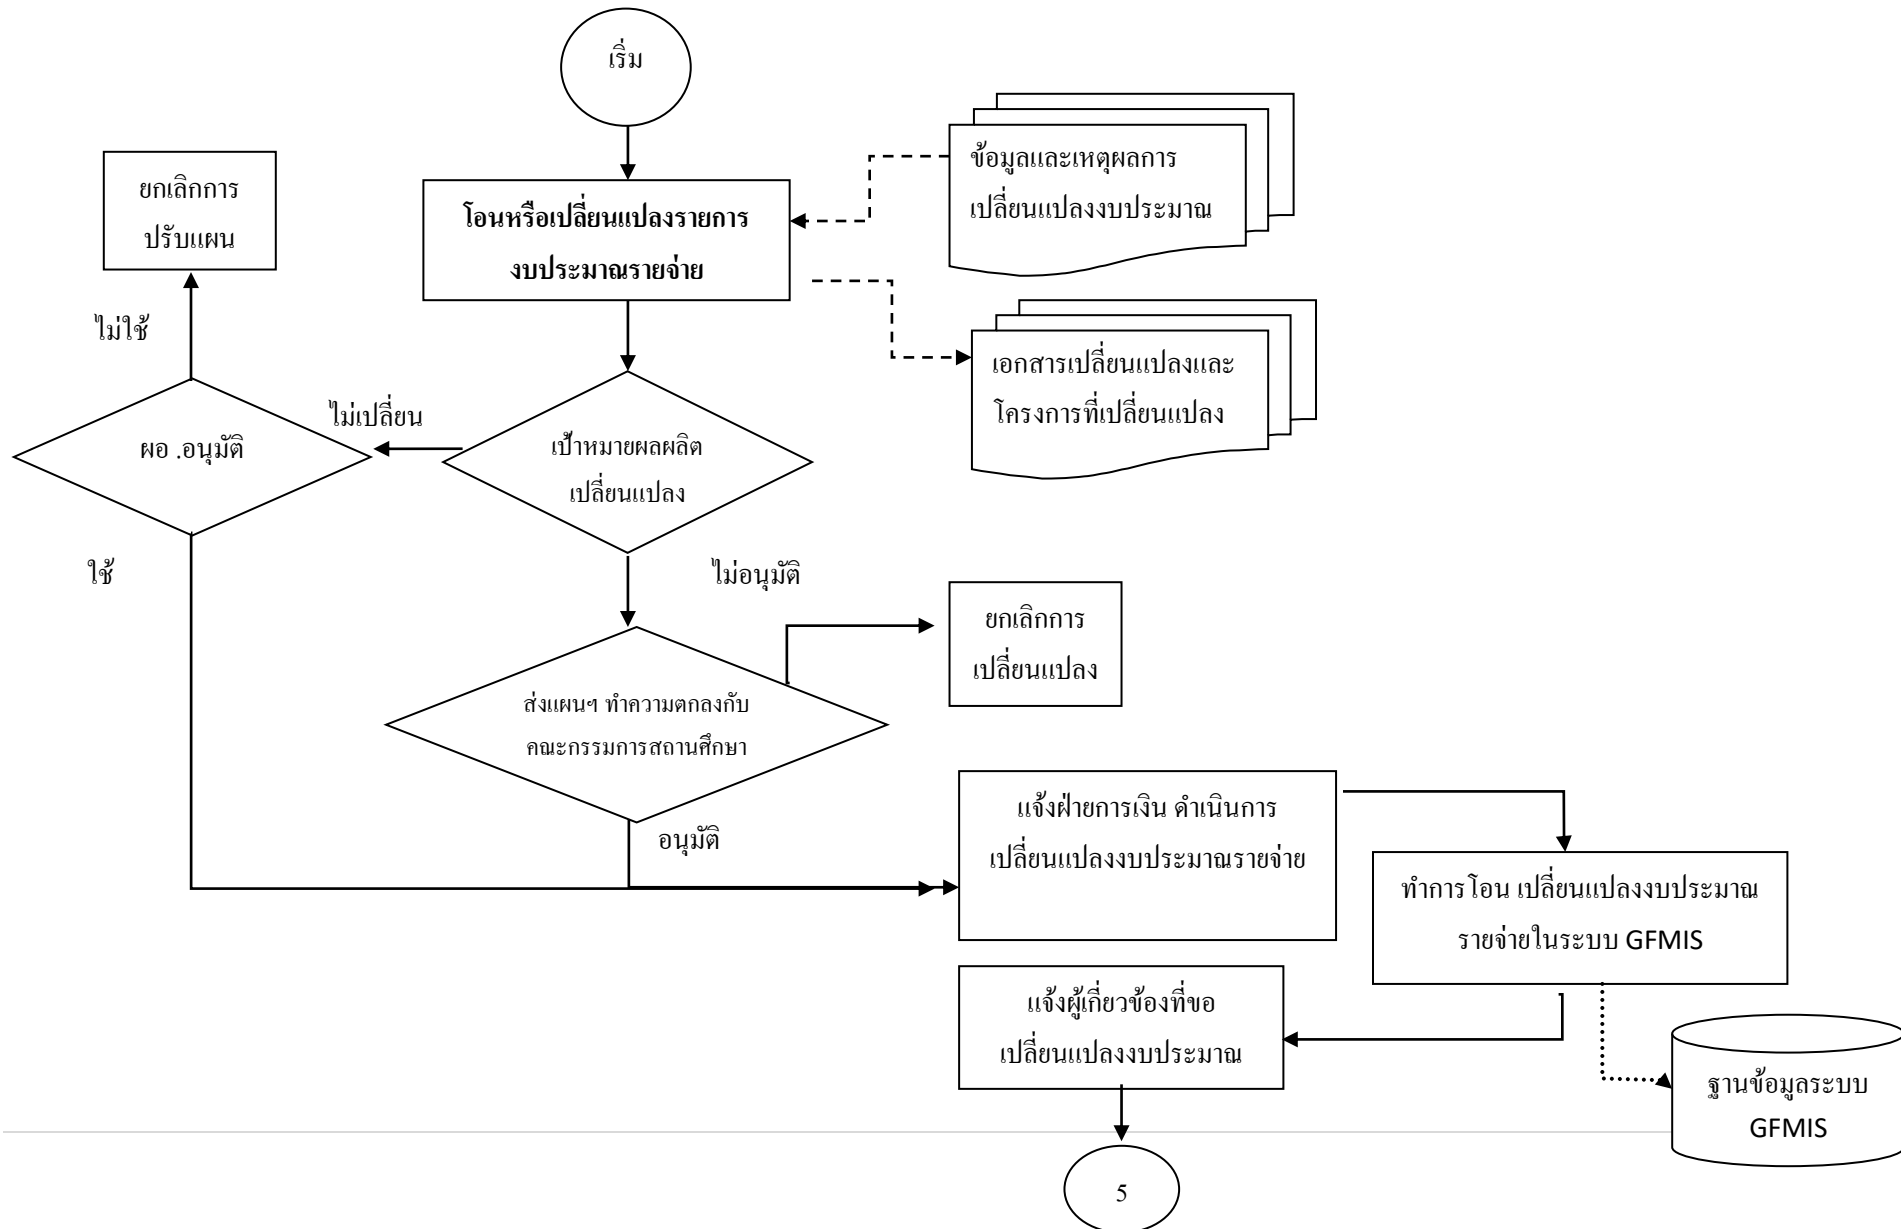 เริ่ม
ข้อมูลและเหตุผลการ
เปลี่ยนแปลงงบประมาณ
ยกเลิกการ
ปรับแผน
โอนหรือเปลี่ยนแปลงรายการ
งบประมาณรายจ่าย
ไม่ใช้
เอกสารเปลี่ยนแปลงและ
โครงการที่เปลี่ยนแปลง
ไม่เปลี่ยน
ผอ .อนุมัติ
เป้าหมายผลผลิต
เปลี่ยนแปลง
ใช้
ไม่อนุมัติ
ยกเลิกการ
เปลี่ยนแปลง
ส่งแผนฯ ทำความตกลงกับ
คณะกรรมการสถานศึกษา
อนุมัติ
แจ้งฝ่ายการเงิน ดำเนินการ
เปลี่ยนแปลงงบประมาณรายจ่าย
ทำการโอน เปลี่ยนแปลงงบประมาณ
รายจ่ายในระบบ GFMIS
แจ้งผู้เกี่ยวข้องที่ขอ
เปลี่ยนแปลงงบประมาณ
ฐานข้อมูลระบบ
GFMIS
5